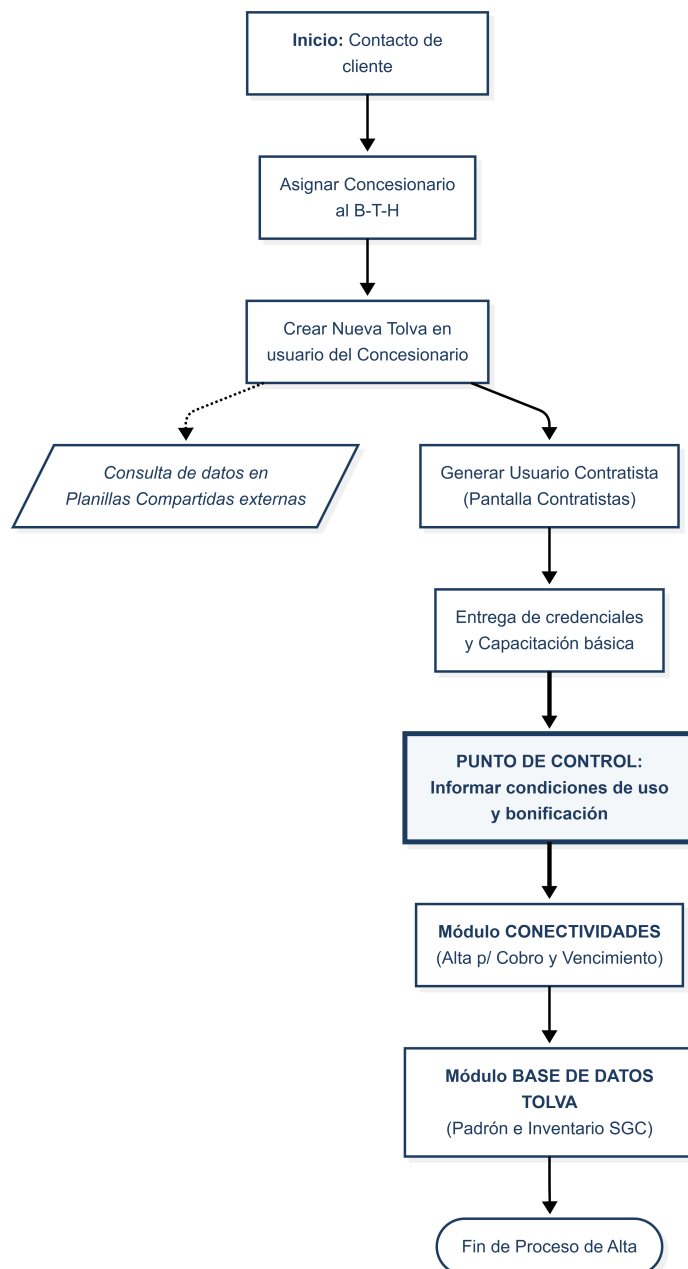 Inicio: Contacto de
cliente
Asignar Concesionario
al B-T-H
Crear Nueva Tolva en
usuario del Concesionario
Consulta de datos en
Planillas Compartidas externas
Generar Usuario Contratista
(Pantalla Contratistas)
Entrega de credenciales
y Capacitación básica
PUNTO DE CONTROL:
Informar condiciones de uso
y bonificación
Módulo CONECTIVIDADES
(Alta p/ Cobro y Vencimiento)
Módulo BASE DE DATOS
TOLVA
(Padrón e Inventario SGC)
Fin de Proceso de Alta